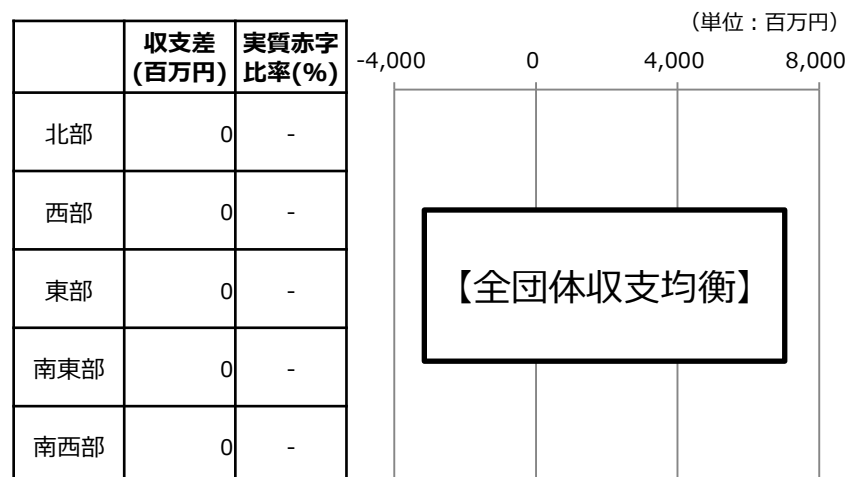 （単位：百万円）
収支差 実質赤字
(百万円) 比率(%)
-4,000 0 4,000 8,000
北部 0 -
西部 0 -
東部 0 -
南東部 0 -
南西部 0 -
【全団体収支均衡】